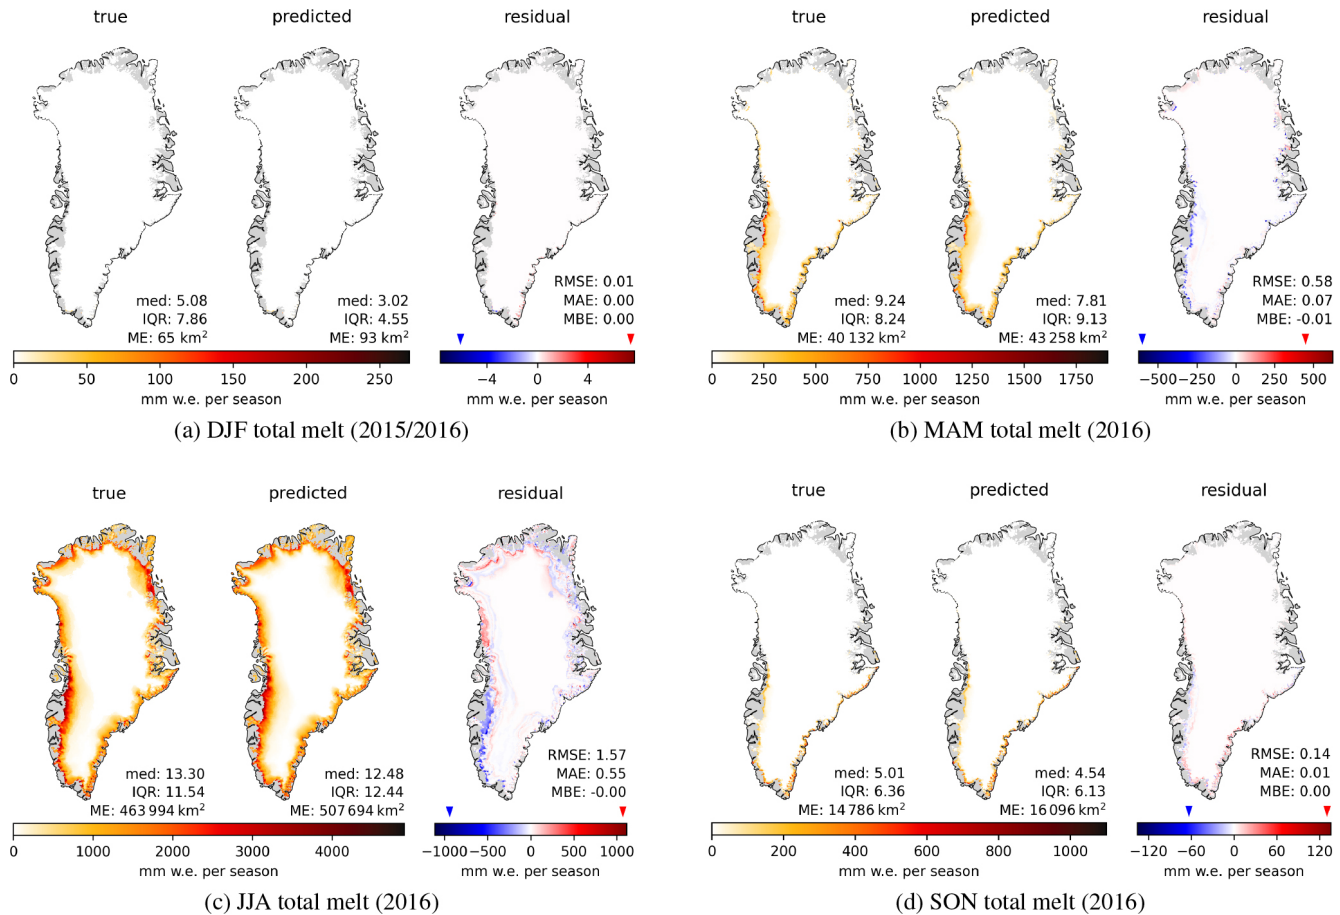 true predicted residual
med: 5.08 med: 3.02 RMSE: 0.01
IQR: 7.86 IQR: 4.55 MAE: 0.00
ME: 65 km² ME: 93 km² MBE: 0.00
0 50 100 150 200 250 −4 0 4
mm w.e. per season mm w.e. per season
(a) DJF total melt (2015/2016)
true predicted residual
med: 9.24 med: 7.81 RMSE: 0.58
IQR: 8.24 IQR: 9.13 MAE: 0.07
ME: 40 132 km² ME: 43 258 km² MBE: -0.01
0 250 500 750 1000 1250 1500 1750 −500 −250 0 250 500
mm w.e. per season mm w.e. per season
(b) MAM total melt (2016)
true predicted residual
med: 13.30 med: 12.48 RMSE: 1.57
IQR: 11.54 IQR: 12.44 MAE: 0.55
ME: 463 994 km² ME: 507 694 km² MBE: -0.00
0 1000 2000 3000 4000 −1000 −500 0 500 1000
mm w.e. per season mm w.e. per season
(c) JJA total melt (2016)
true predicted residual
med: 5.01 med: 4.54 RMSE: 0.14
IQR: 6.36 IQR: 6.13 MAE: 0.01
ME: 14 786 km² ME: 16 096 km² MBE: 0.00
0 200 400 600 800 1000 −120 −60 0 60 120
mm w.e. per season mm w.e. per season
(d) SON total melt (2016)